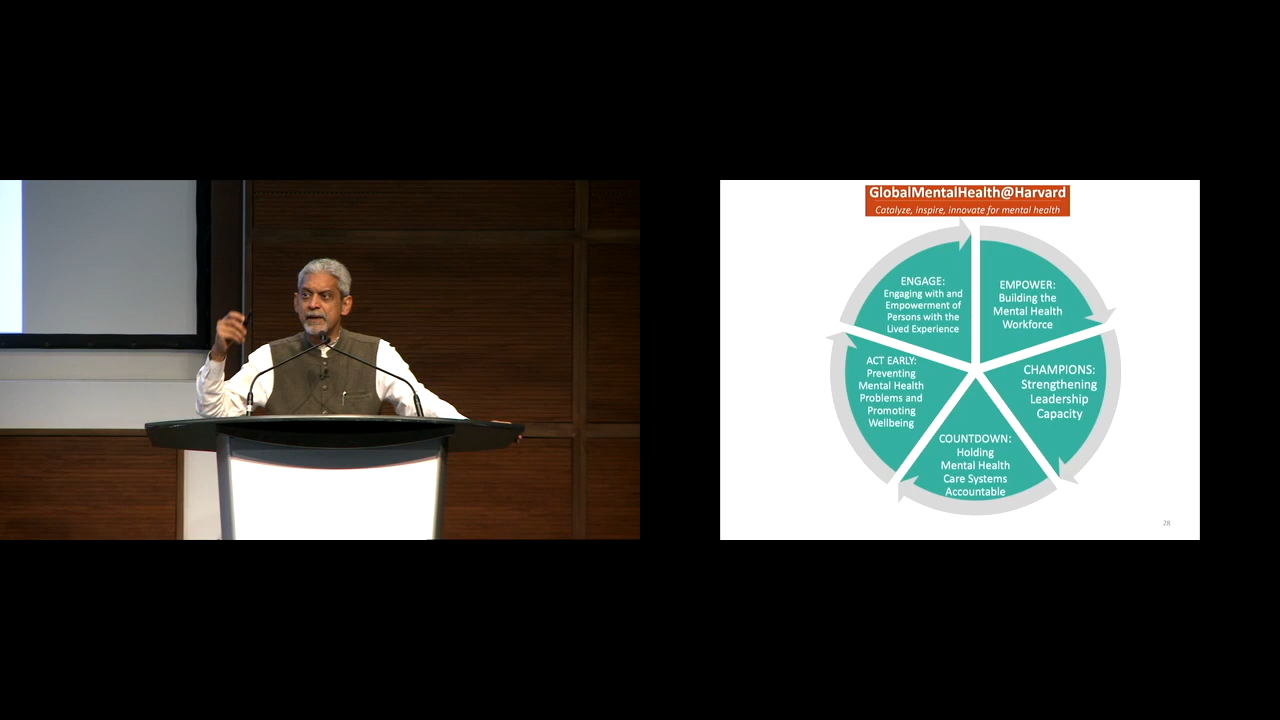 GlobalMentalHealth@Harvard
Catalyze, inspire, innovate for mental health
ENGAGE:
Engaging with and
Empowerment of
Persons with the
Lived Experience
EMPOWER:
Building the
Mental Health
Workforce
CHAMPIONS:
Strengthening
Leadership
Capacity
COUNTDOWN:
Holding
Mental Health
Care Systems
Accountable
ACT EARLY:
Preventing
Mental Health
Problems and
Promoting
Wellbeing
28